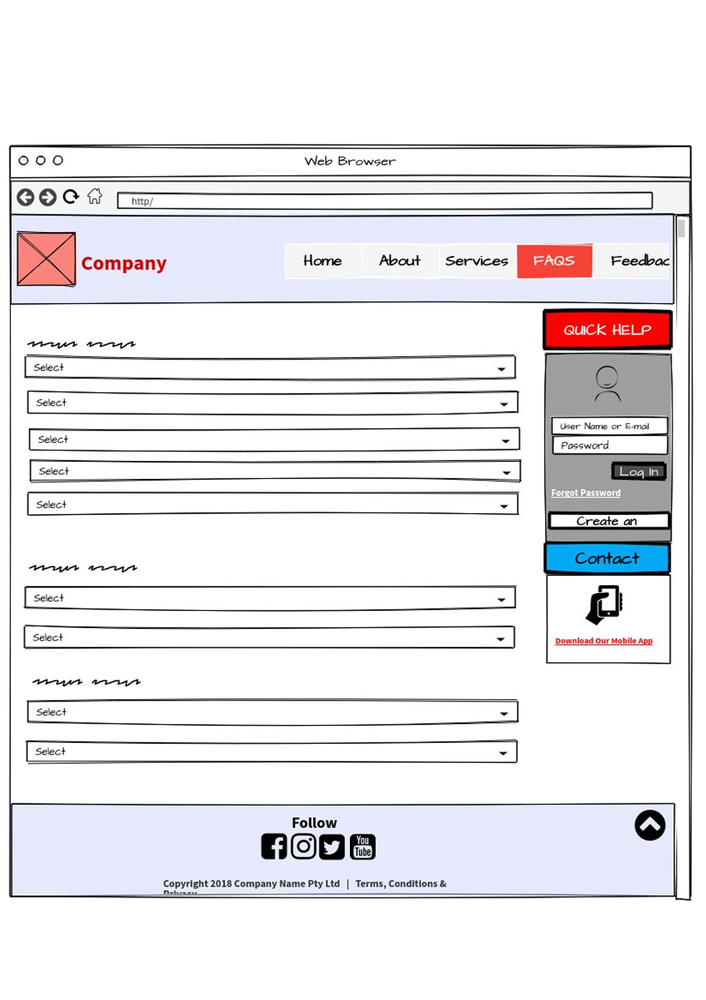 Web Browser
http/
Company
Home
About
Services
FAQS
Feedbac
QUICK HELP
Select
Select
Select
Select
Select
User Name or E-mail
Password
Log In
Forgot Password
Create an
Contact
Download Our Mobile App
Select
Select
Select
Select
Follow
You
Tube
Copyright 2018 Company Name Pty Ltd | Terms, Conditions &
Privacy